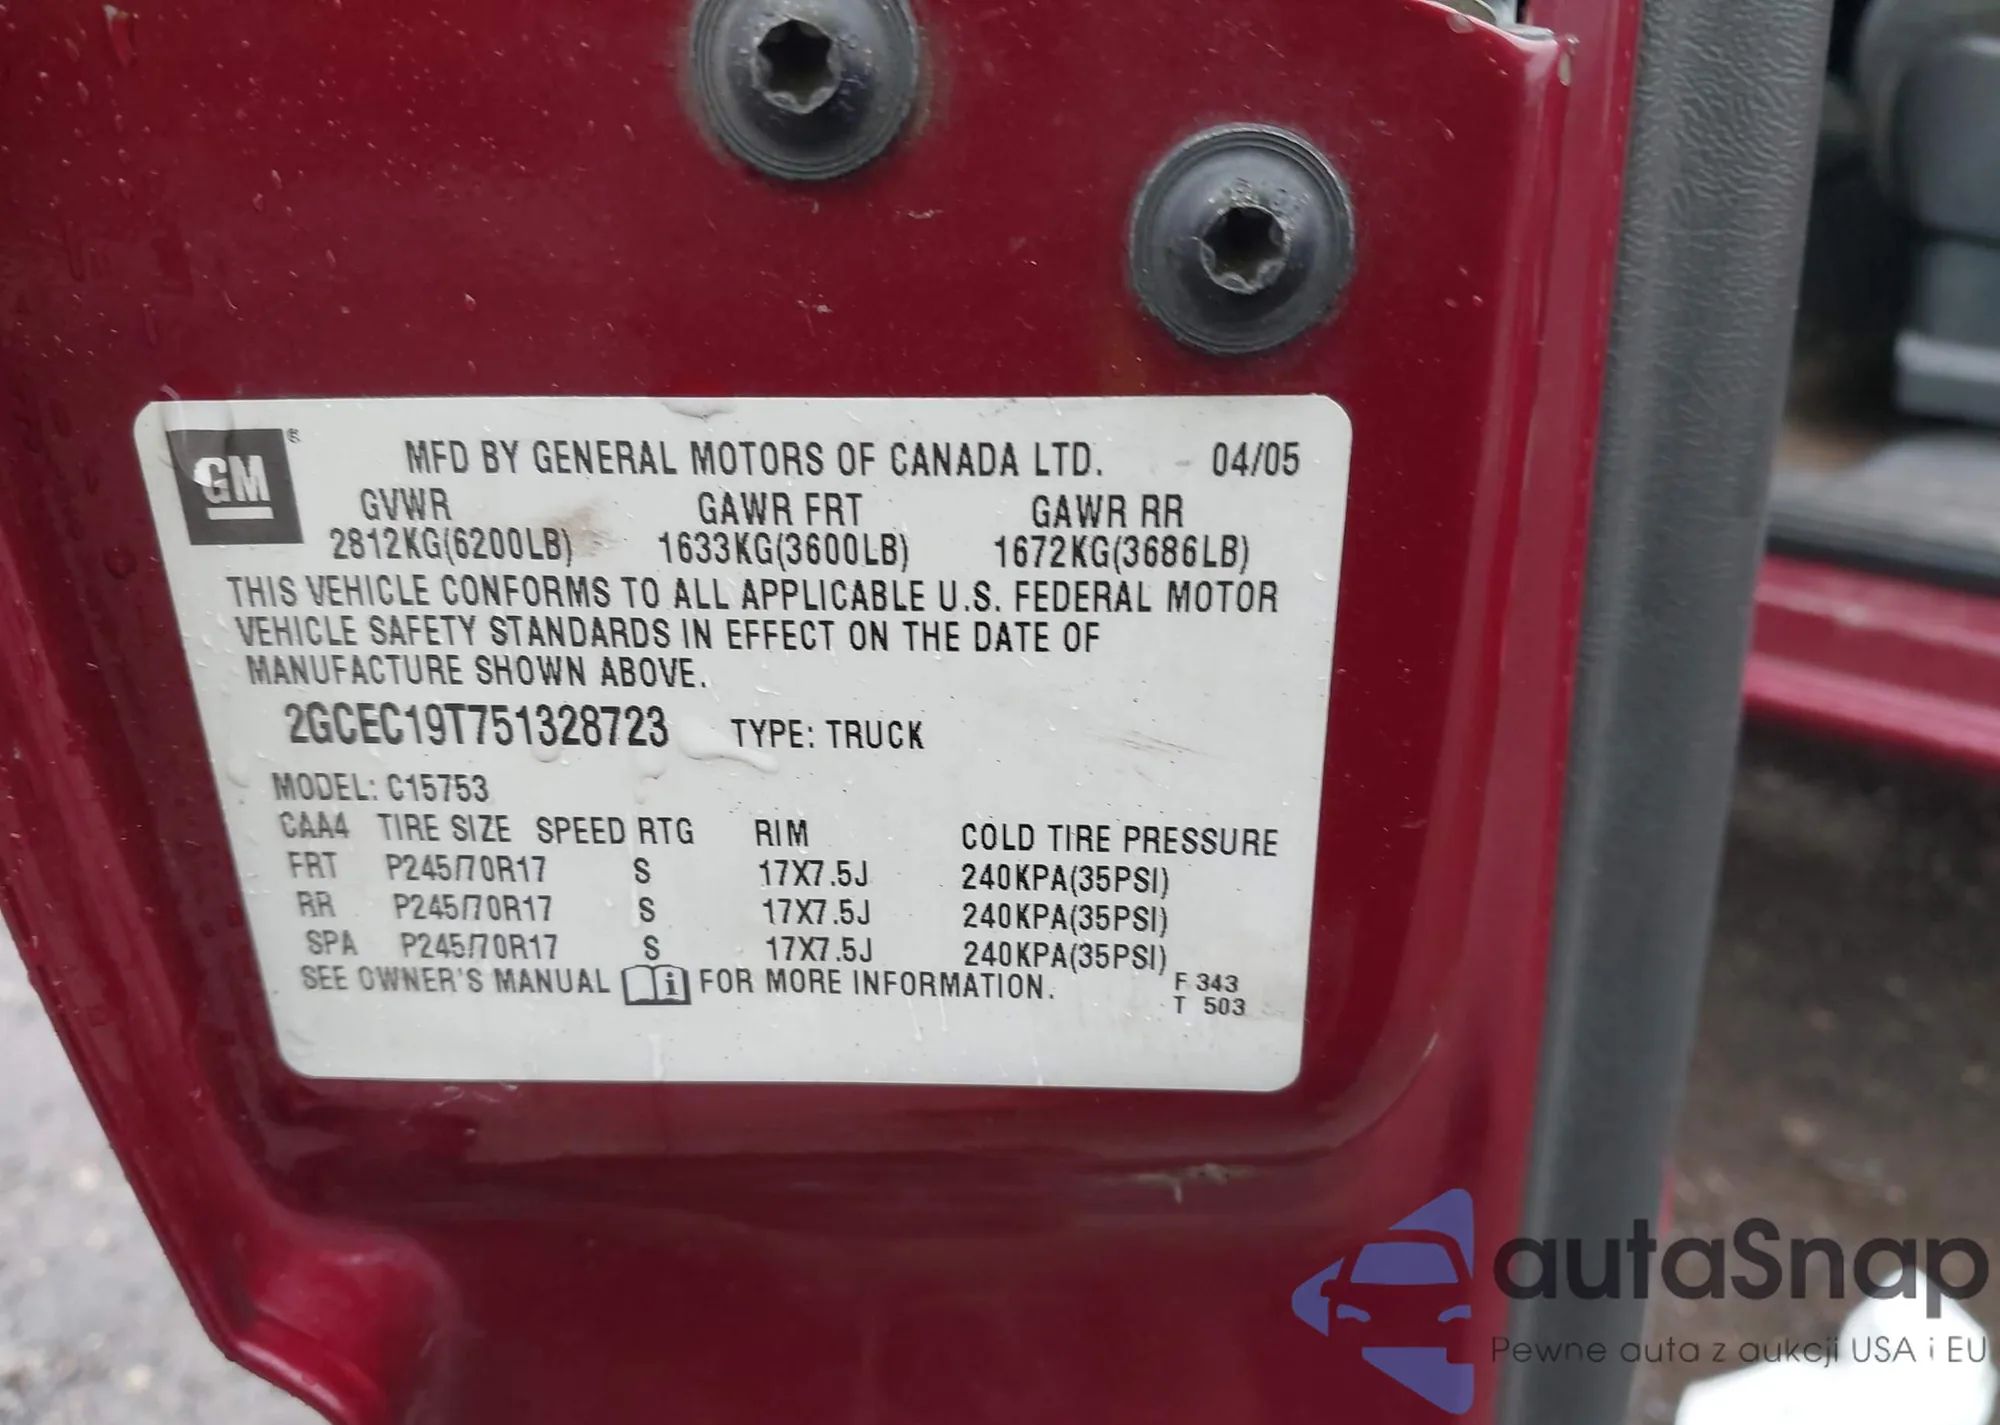 GM®
MFD BY GENERAL MOTORS OF CANADA LTD. 04/05
GVWR GAWR FRT GAWR RR
2812KG(6200LB) 1633KG(3600LB) 1672KG(3686LB)
THIS VEHICLE CONFORMS TO ALL APPLICABLE U.S. FEDERAL MOTOR
VEHICLE SAFETY STANDARDS IN EFFECT ON THE DATE OF
MANUFACTURE SHOWN ABOVE.
2GCEC19T751328723 TYPE: TRUCK
MODEL: C15753
CAA4 TIRE SIZE SPEED RTG RIM COLD TIRE PRESSURE
FRT P245/70R17 S 17X7.5J 240KPA(35PSI)
RR P245/70R17 S 17X7.5J 240KPA(35PSI)
SPA P245/70R17 S 17X7.5J 240KPA(35PSI)
SEE OWNER'S MANUAL i FOR MORE INFORMATION.
F 343
T 503
autaSnap
Pewne auta z aukcji USA i EU